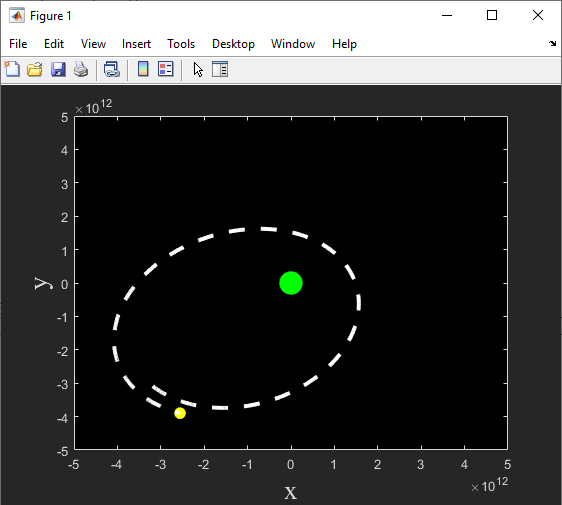 Figure 1
File Edit View Insert Tools Desktop Window Help
×10¹²
5
4
3
2
1
0
-1
-2
-3
-4
-5
y
-5 -4 -3 -2 -1 0 1 2 3 4 5
×10¹²
x